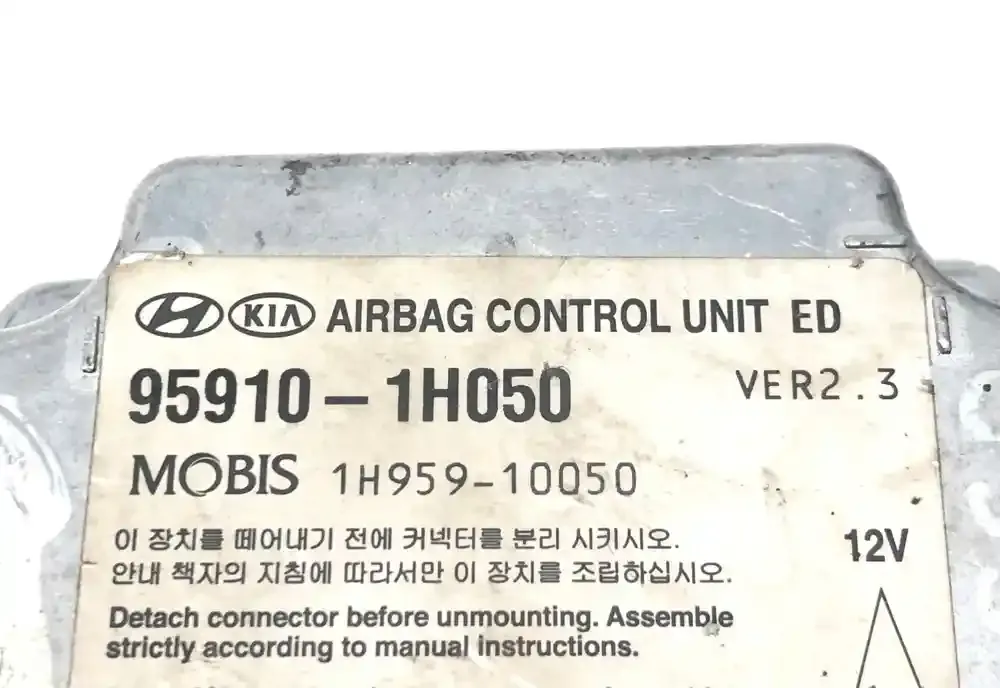 KIA AIRBAG CONTROL UNIT ED
95910-1H050 VER2.3
MOBIS 1H959-10050
이 장치를 떼어내기 전에 커넥터를 분리 시키시오.
안내 책자의 지침에 따라서만 이 장치를 조립하십시오.
12V
Detach connector before unmounting. Assemble
strictly according to manual instructions.